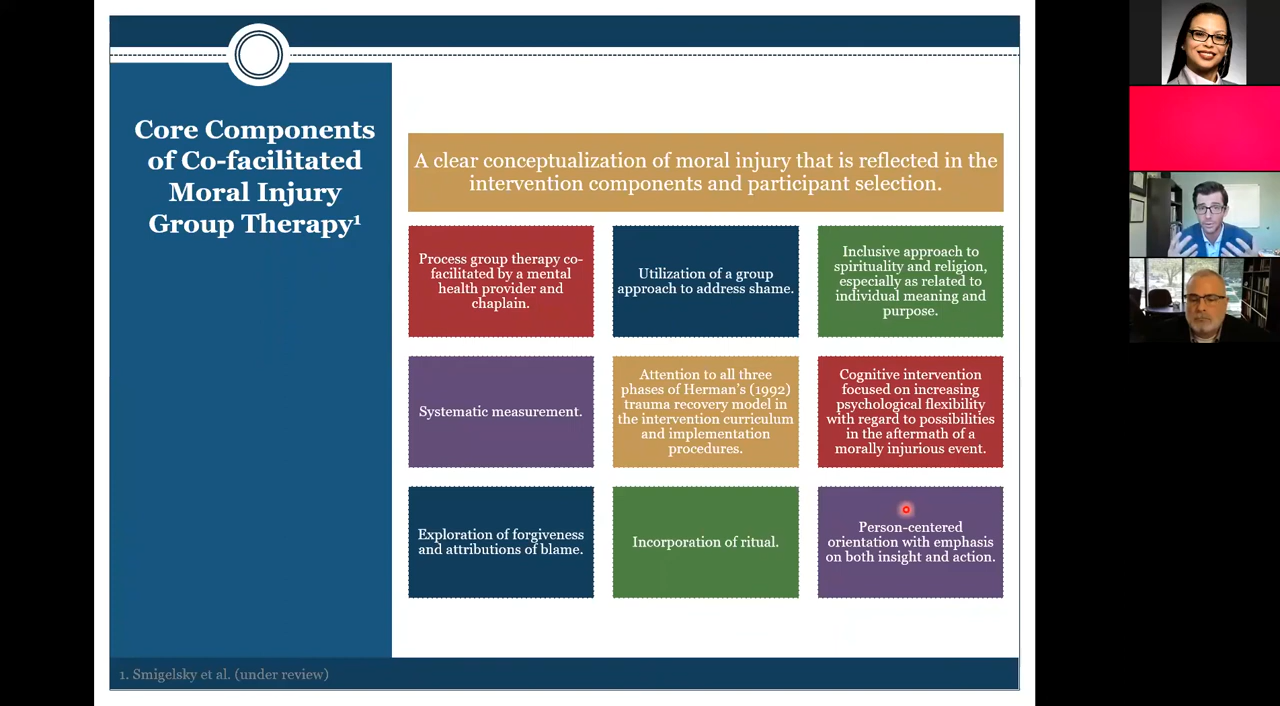 Core Components
of Co-facilitated
Moral Injury
Group Therapy¹
A clear conceptualization of moral injury that is reflected in the
intervention components and participant selection.
Process group therapy co-
facilitated by a mental
health provider and
chaplain.
Utilization of a group
approach to address shame.
Inclusive approach to
spirituality and religion,
especially as related to
individual meaning and
purpose.
Systematic measurement.
Attention to all three
phases of Herman's (1992)
trauma recovery model in
the intervention curriculum
and implementation
procedures.
Cognitive intervention
focused on increasing
psychological flexibility
with regard to possibilities
in the aftermath of a
morally injurious event.
Exploration of forgiveness
and attributions of blame.
Incorporation of ritual.
Person-centered
orientation with emphasis
on both insight and action.
1. Smigelsky et al. (under review)